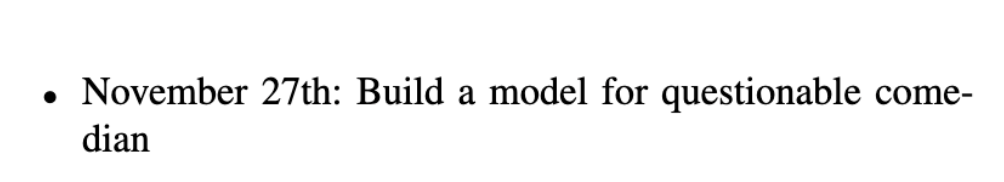 • November 27th: Build a model for questionable come-
dian